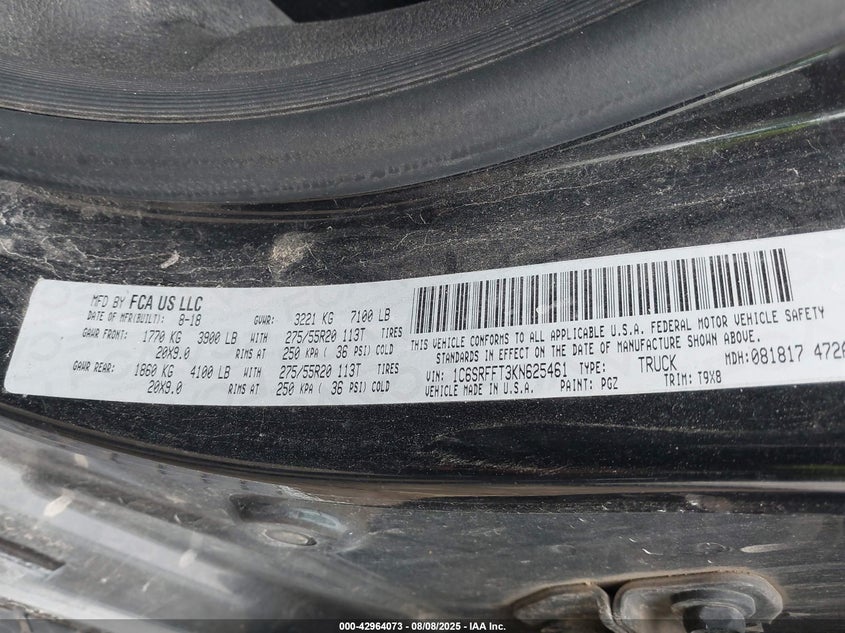 MFD BY FCA US LLC
DATE OF MFR(BUILT): 8-18 GVWR: 3221 KG 7100 LB
GAWR FRONT: 1770 KG 3900 LB WITH 275/55R20 113T TIRES
20X9.0 RIMS AT 250 KPA ( 36 PSI) COLD
GAWR REAR: 1860 KG 4100 LB WITH 275/55R20 113T TIRES
20X9.0 RIMS AT 250 KPA ( 36 PSI) COLD
THIS VEHICLE CONFORMS TO ALL APPLICABLE U.S.A. FEDERAL MOTOR VEHICLE SAFETY
STANDARDS IN EFFECT ON THE DATE OF MANUFACTURE SHOWN ABOVE.
VIN: 1C6SRFFT3KN625461 TYPE: TRUCK MDH: 081817 472
VEHICLE MADE IN U.S.A. PAINT: PGZ TRIM: T9X8
000-42964073 - 08/08/2025 - IAA Inc.